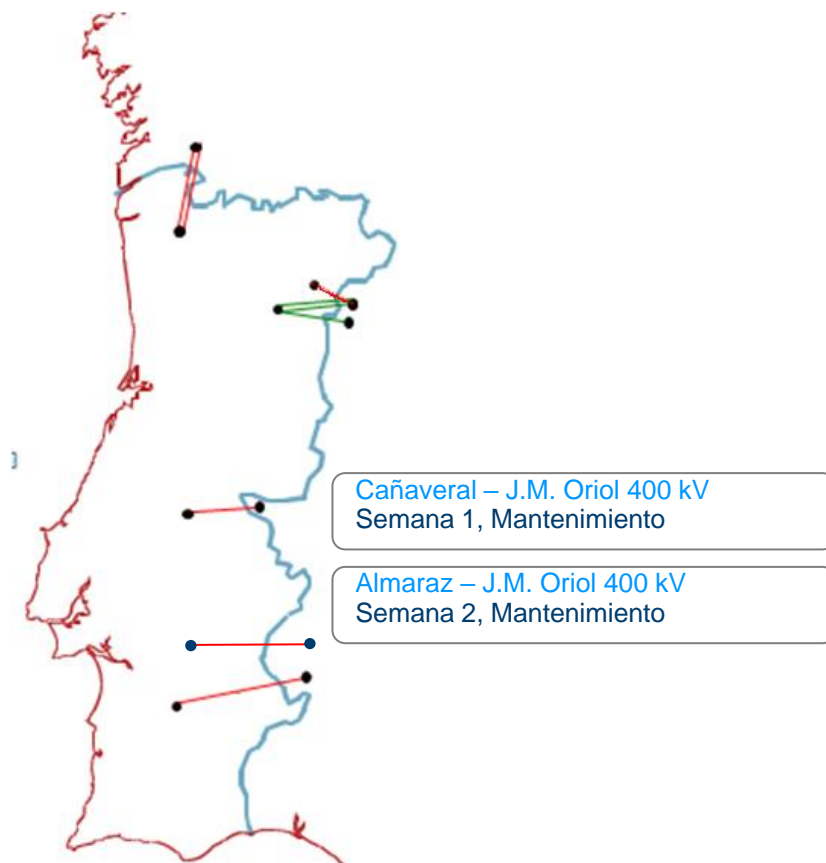 Cañaveral – J.M. Oriol 400 kV
Semana 1, Mantenimiento
Almaraz – J.M. Oriol 400 kV
Semana 2, Mantenimiento